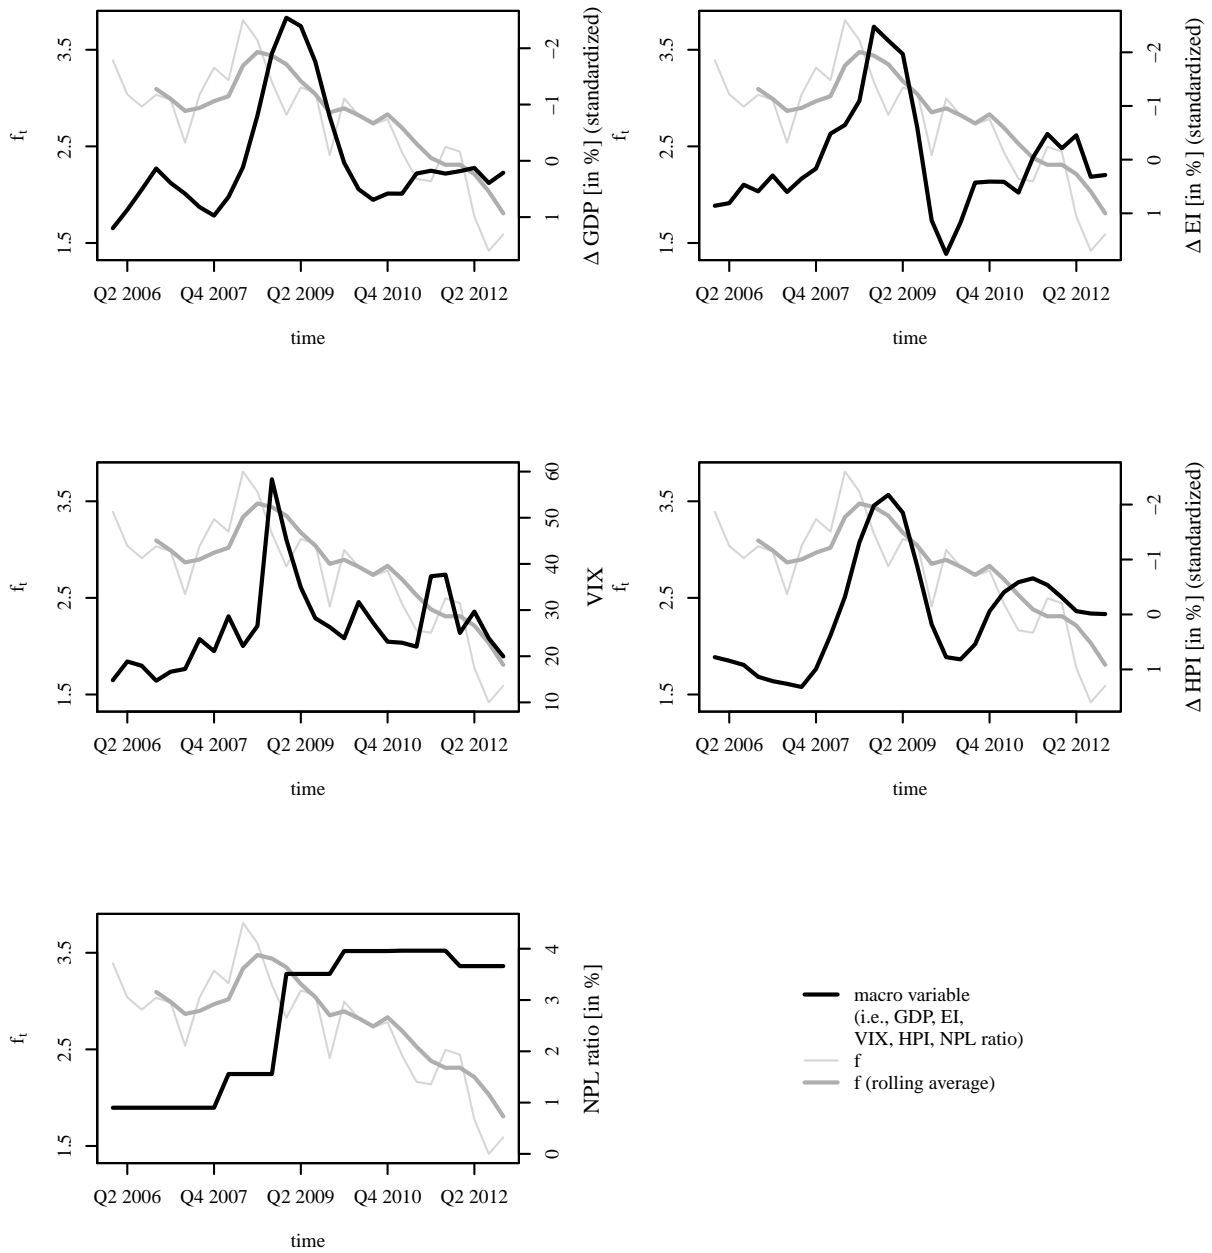 3.5
2.5
1.5
f_t
-2
-1
0
1
Δ GDP [in %] (standardized)
Q2 2006 Q4 2007 Q2 2009 Q4 2010 Q2 2012
time
3.5
2.5
1.5
f_t
-2
-1
0
1
Δ EI [in %] (standardized)
Q2 2006 Q4 2007 Q2 2009 Q4 2010 Q2 2012
time
3.5
2.5
1.5
f_t
60
50
40
30
20
10
VIX
Q2 2006 Q4 2007 Q2 2009 Q4 2010 Q2 2012
time
3.5
2.5
1.5
f_t
-2
-1
0
1
Δ HPI [in %] (standardized)
Q2 2006 Q4 2007 Q2 2009 Q4 2010 Q2 2012
time
3.5
2.5
1.5
f_t
4
3
2
1
0
NPL ratio [in %]
Q2 2006 Q4 2007 Q2 2009 Q4 2010 Q2 2012
time
macro variable
(i.e., GDP, EI,
VIX, HPI, NPL ratio)
f
f (rolling average)